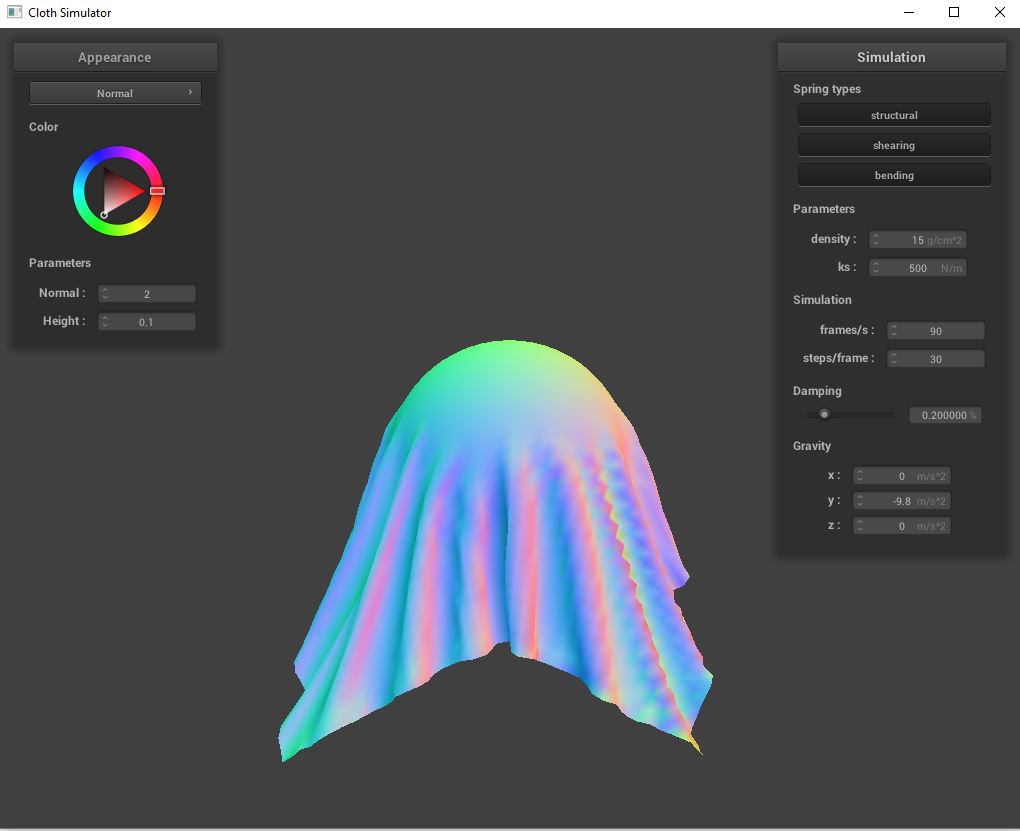 Cloth Simulator
Appearance
Normal
Color
Parameters
Normal : 2
Height : 0.1
Simulation
Spring types
structural
shearing
bending
Parameters
density : 15 g/cm^2
ks : 500 N/m
Simulation
frames/s : 90
steps/frame : 30
Damping
0.200000 %
Gravity
x : 0 m/s^2
y : -9.8 m/s^2
z : 0 m/s^2